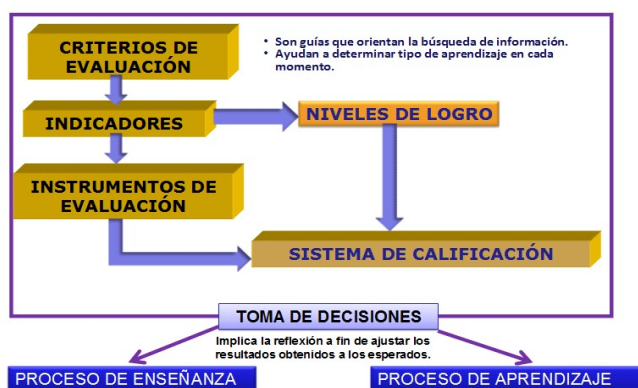 CRITERIOS DE
EVALUACIÓN
• Son guías que orientan la búsqueda de información.
• Ayudan a determinar tipo de aprendizaje en cada
momento.
INDICADORES
NIVELES DE LOGRO
INSTRUMENTOS DE
EVALUACIÓN
SISTEMA DE CALIFICACIÓN
TOMA DE DECISIONES
Implica la reflexión a fin de ajustar los
resultados obtenidos a los esperados.
PROCESO DE ENSEÑANZA
PROCESO DE APRENDIZAJE